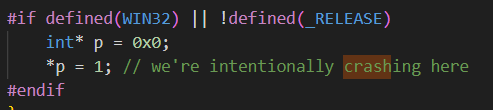 #if defined(WIN32) || !defined(_RELEASE)
    int* p = 0x0;
    *p = 1; // we're intentionally crashing here
#endif
}